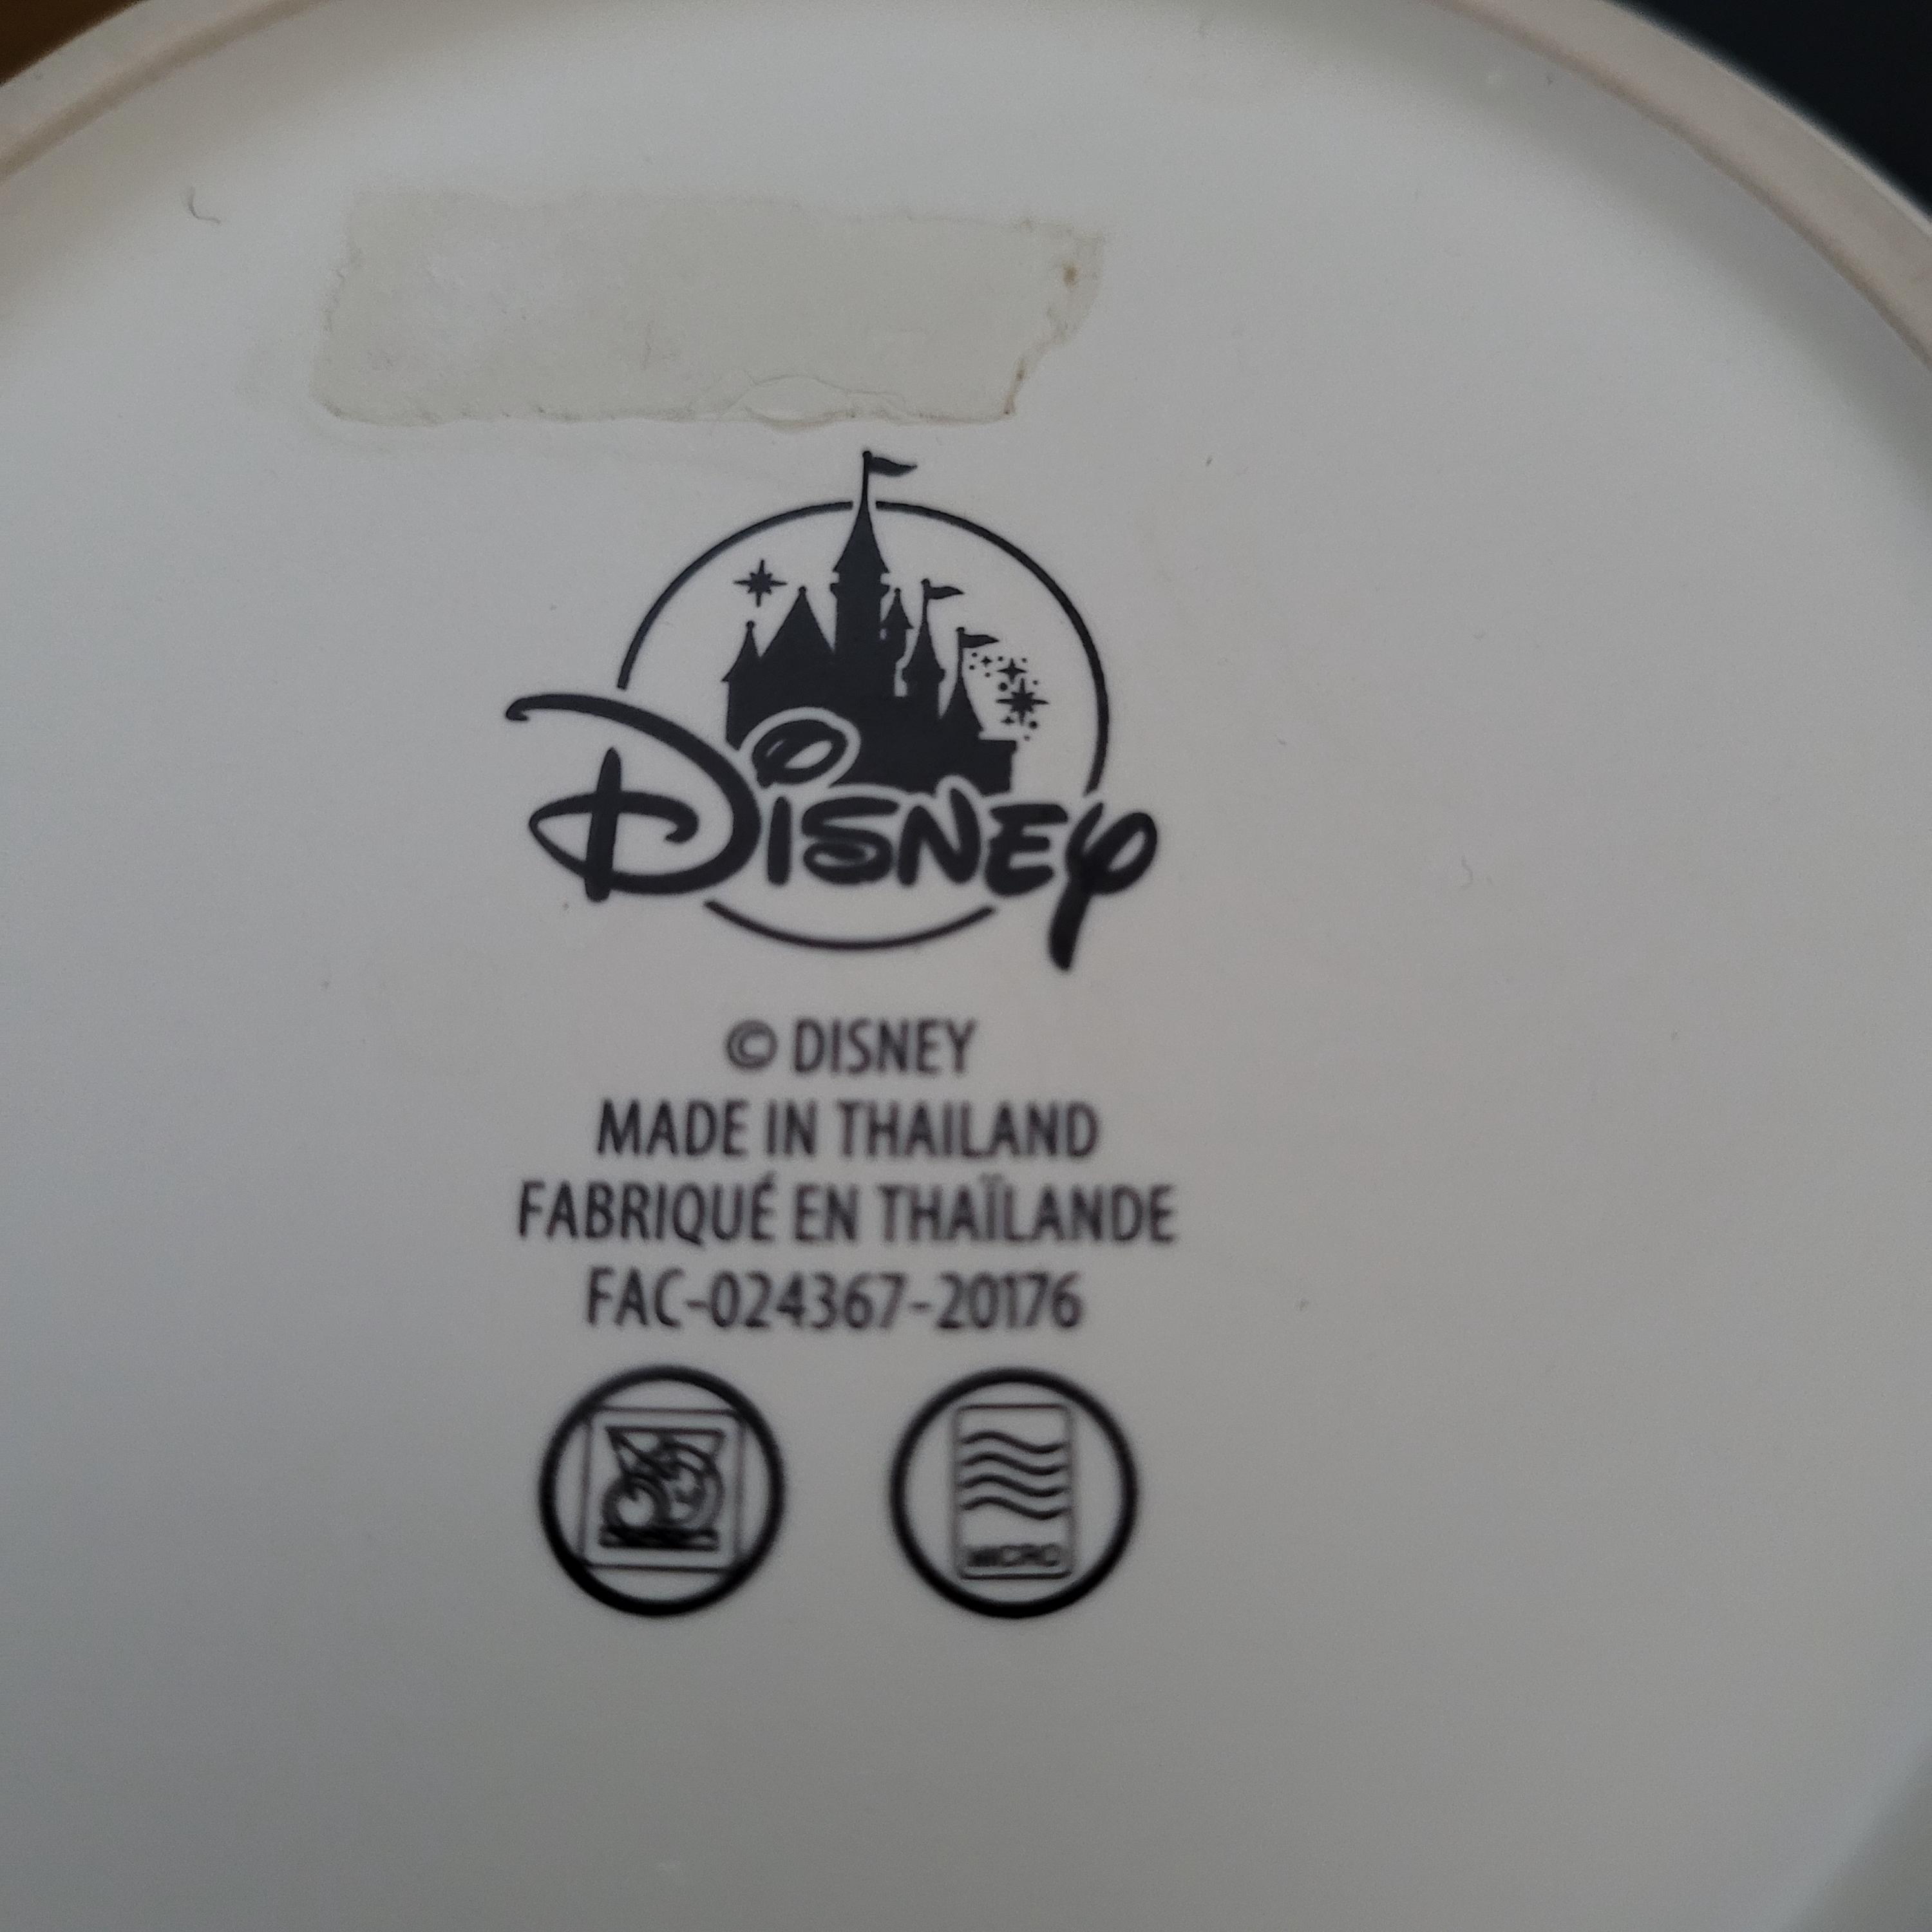 Disney
© DISNEY
MADE IN THAILAND
FABRIQUÉ EN THAÏLANDE
FAC-024367-20176
MICRO